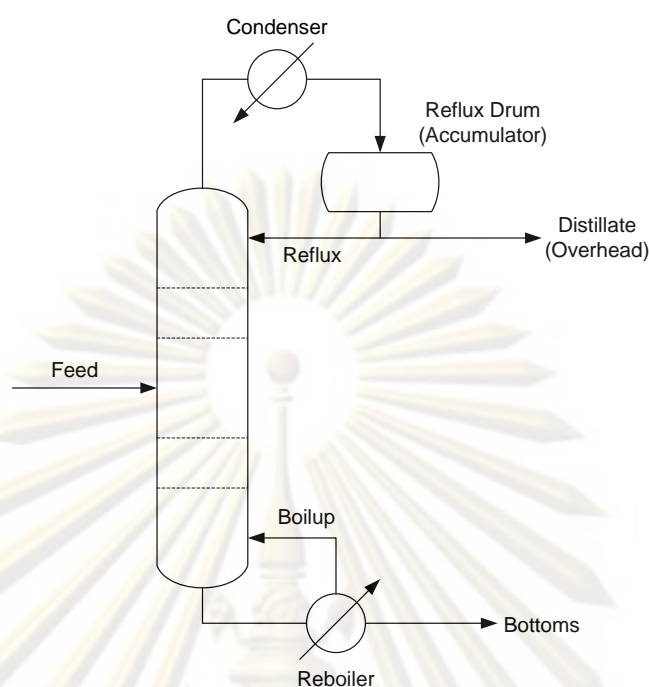 Condenser
Reflux Drum
(Accumulator)
Distillate
(Overhead)
Reflux
Feed
Boilup
Bottoms
Reboiler